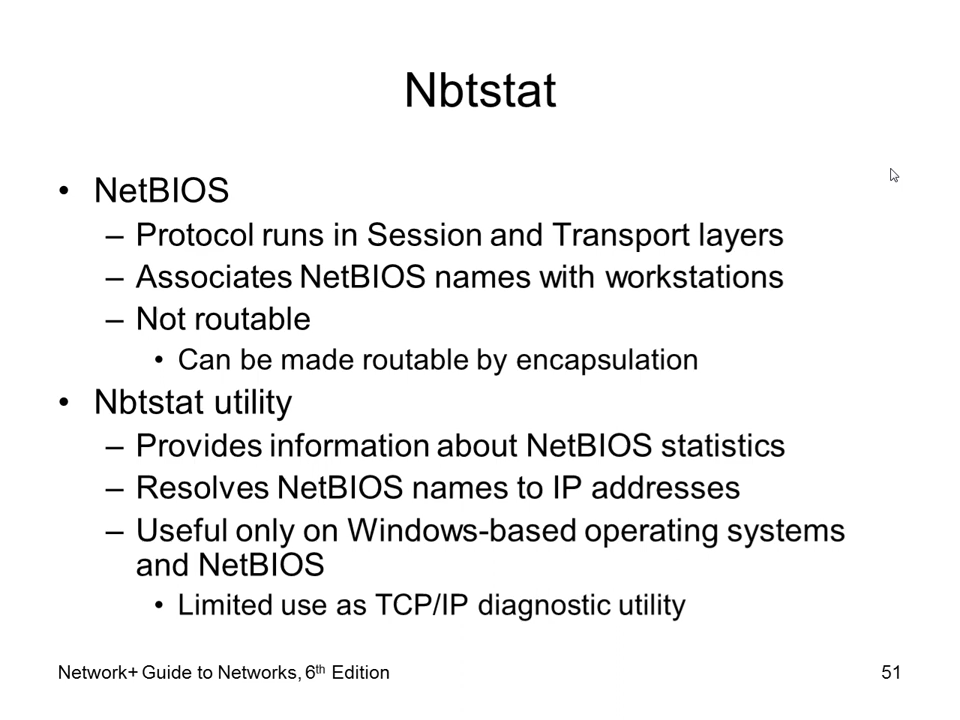 Nbtstat
• NetBIOS
– Protocol runs in Session and Transport layers
– Associates NetBIOS names with workstations
– Not routable
• Can be made routable by encapsulation
• Nbtstat utility
– Provides information about NetBIOS statistics
– Resolves NetBIOS names to IP addresses
– Useful only on Windows-based operating systems
and NetBIOS
• Limited use as TCP/IP diagnostic utility
Network+ Guide to Networks, 6th Edition 51